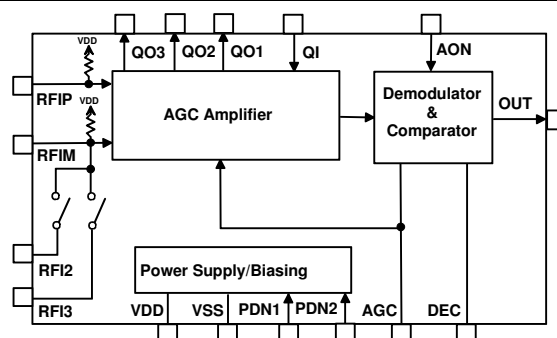 VDD
QO3
QO2
QO1
QI
AON
RFIP
VDD
AGC Amplifier
Demodulator
&
Comparator
OUT
RFIM
RFI2
RFI3
Power Supply/Biasing
VDD
VSS
PDN1
PDN2
AGC
DEC